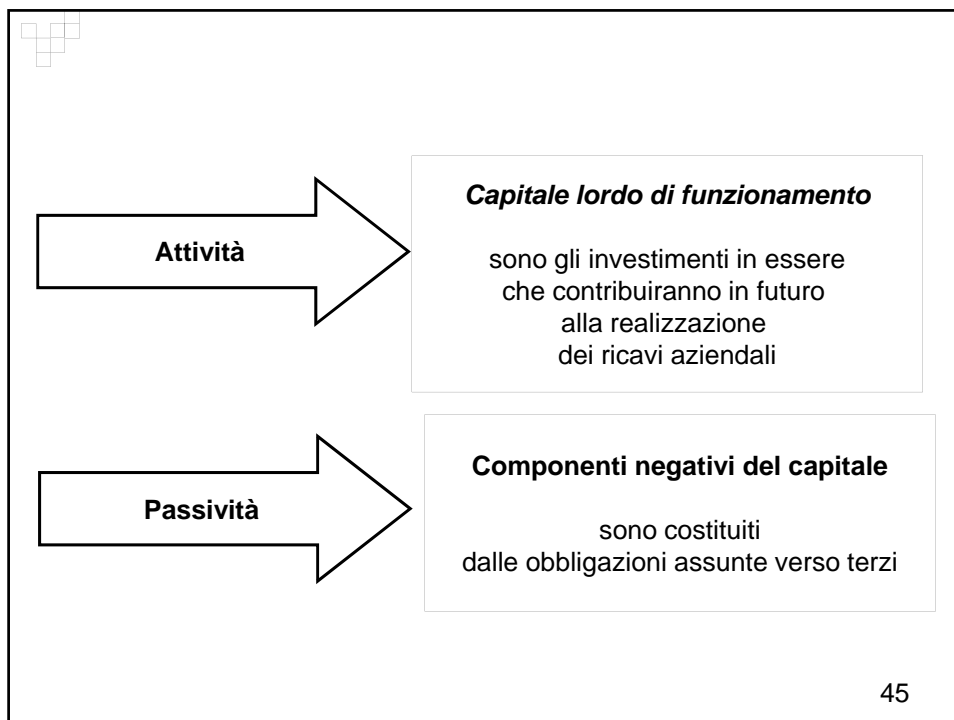 Attività
Capitale lordo di funzionamento
sono gli investimenti in essere
che contribuiranno in futuro
alla realizzazione
dei ricavi aziendali
Passività
Componenti negativi del capitale
sono costituiti
dalle obbligazioni assunte verso terzi
45